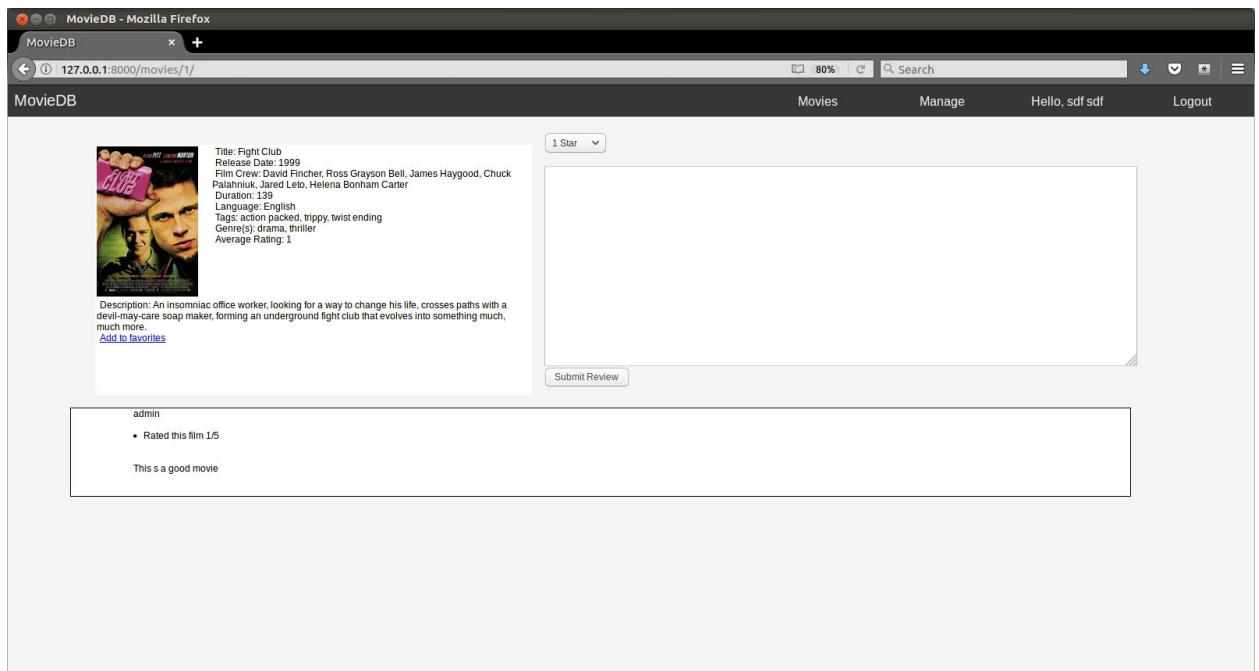 MovieDB - Mozilla Firefox
MovieDB × +
127.0.0.1:8000/movies/1/ 80% Search
MovieDB Movies Manage Hello, sdf sdf Logout
FIGHT CLUB
Title: Fight Club
Release Date: 1999
Film Crew: David Fincher, Ross Grayson Bell, James Haygood, Chuck
Palahniuk, Jared Leto, Helena Bonham Carter
Duration: 139
Language: English
Tags: action packed, trippy, twist ending
Genre(s): drama, thriller
Average Rating: 1
Description: An insomniac office worker, looking for a way to change his life, crosses paths with a
devil-may-care soap maker, forming an underground fight club that evolves into something much,
much more.
Add to favorites
1 Star
Submit Review
admin
• Rated this film 1/5
This s a good movie